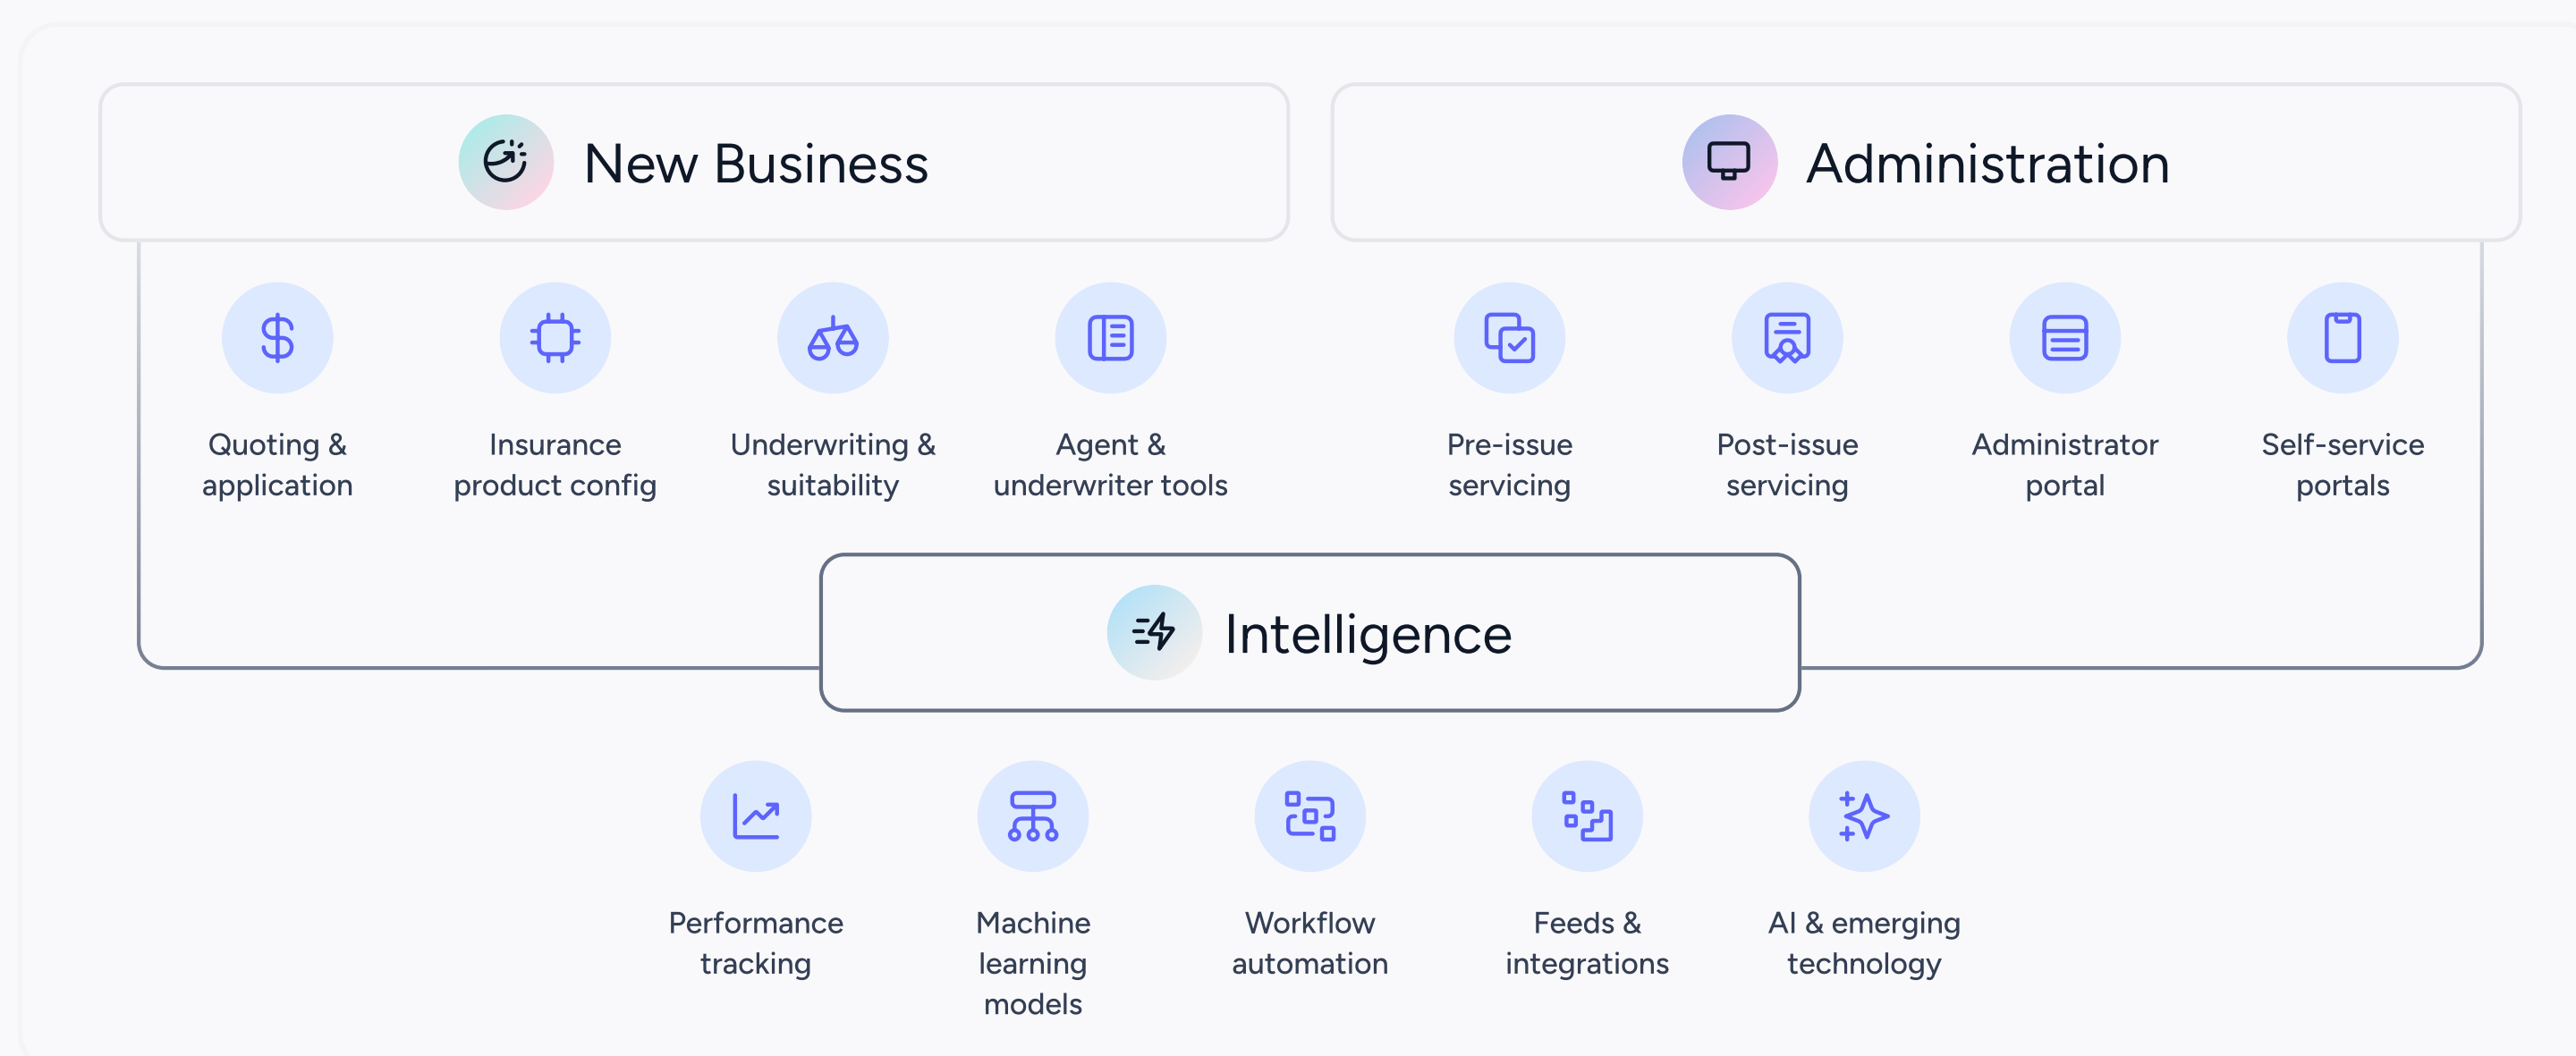 New Business
Administration
Quoting &
application
Insurance
product config
Underwriting &
suitability
Agent &
underwriter tools
Pre-issue
servicing
Post-issue
servicing
Administrator
portal
Self-service
portals
Intelligence
Performance
tracking
Machine
learning
models
Workflow
automation
Feeds &
integrations
AI & emerging
technology